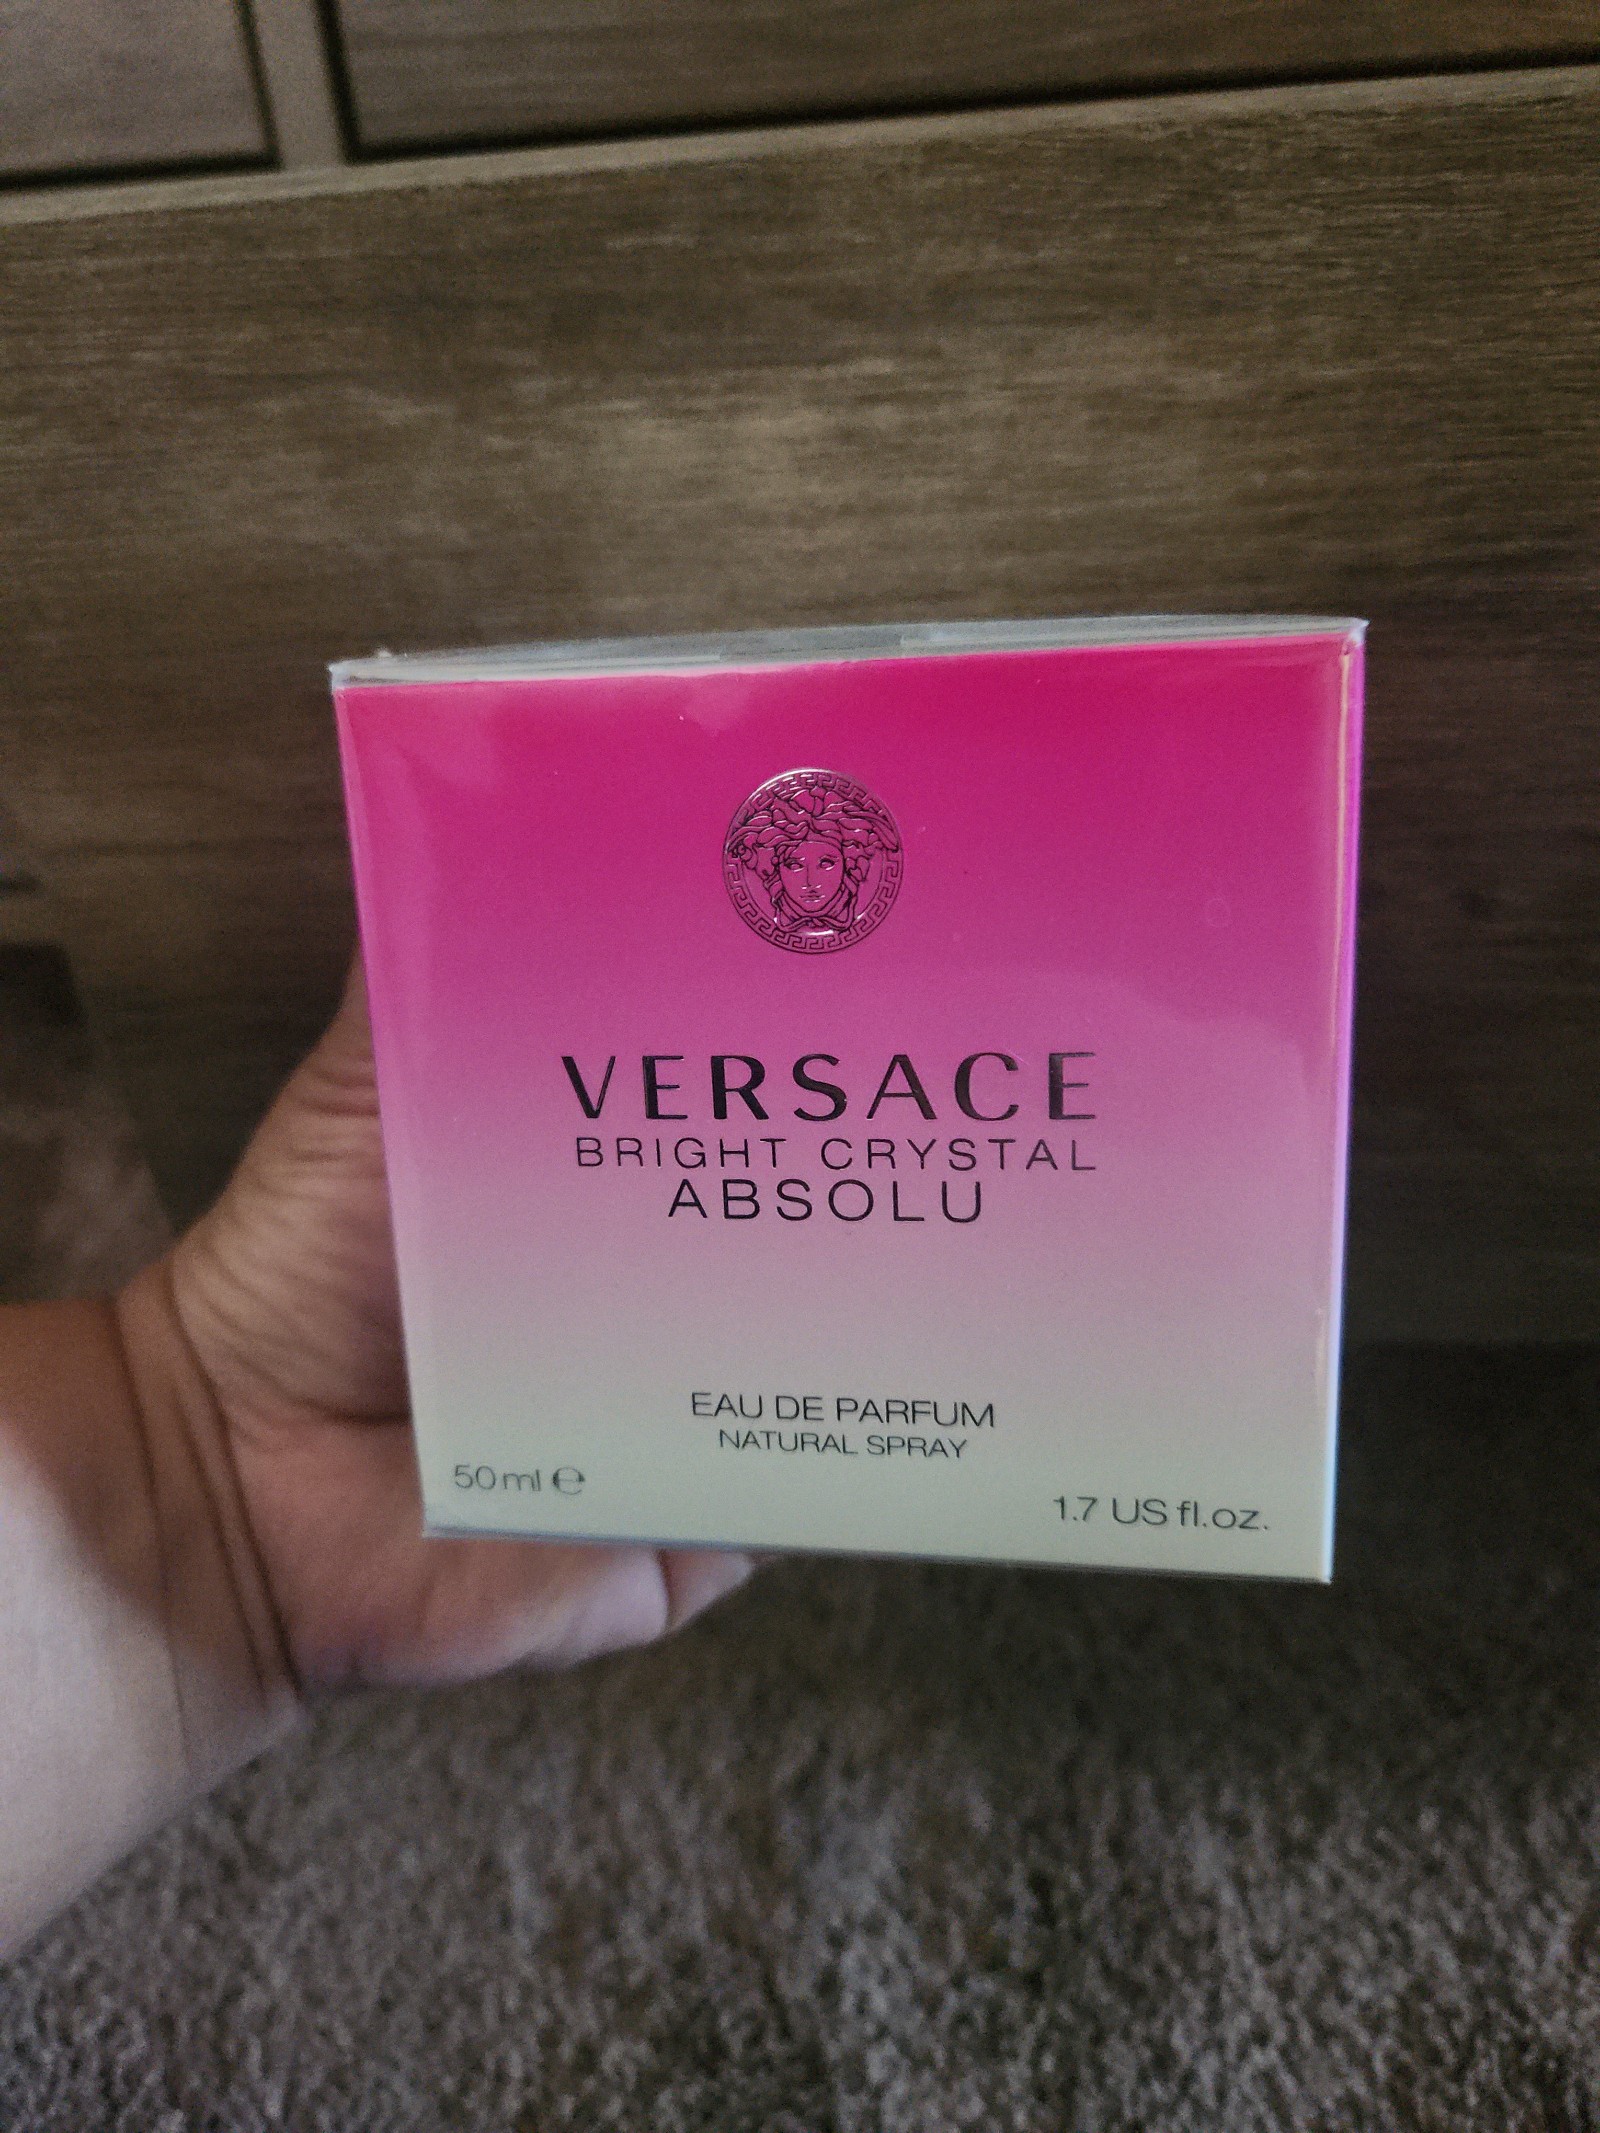 VERSACE
BRIGHT CRYSTAL
ABSOLU
EAU DE PARFUM
NATURAL SPRAY
50 ml ℮
1.7 US fl.oz.